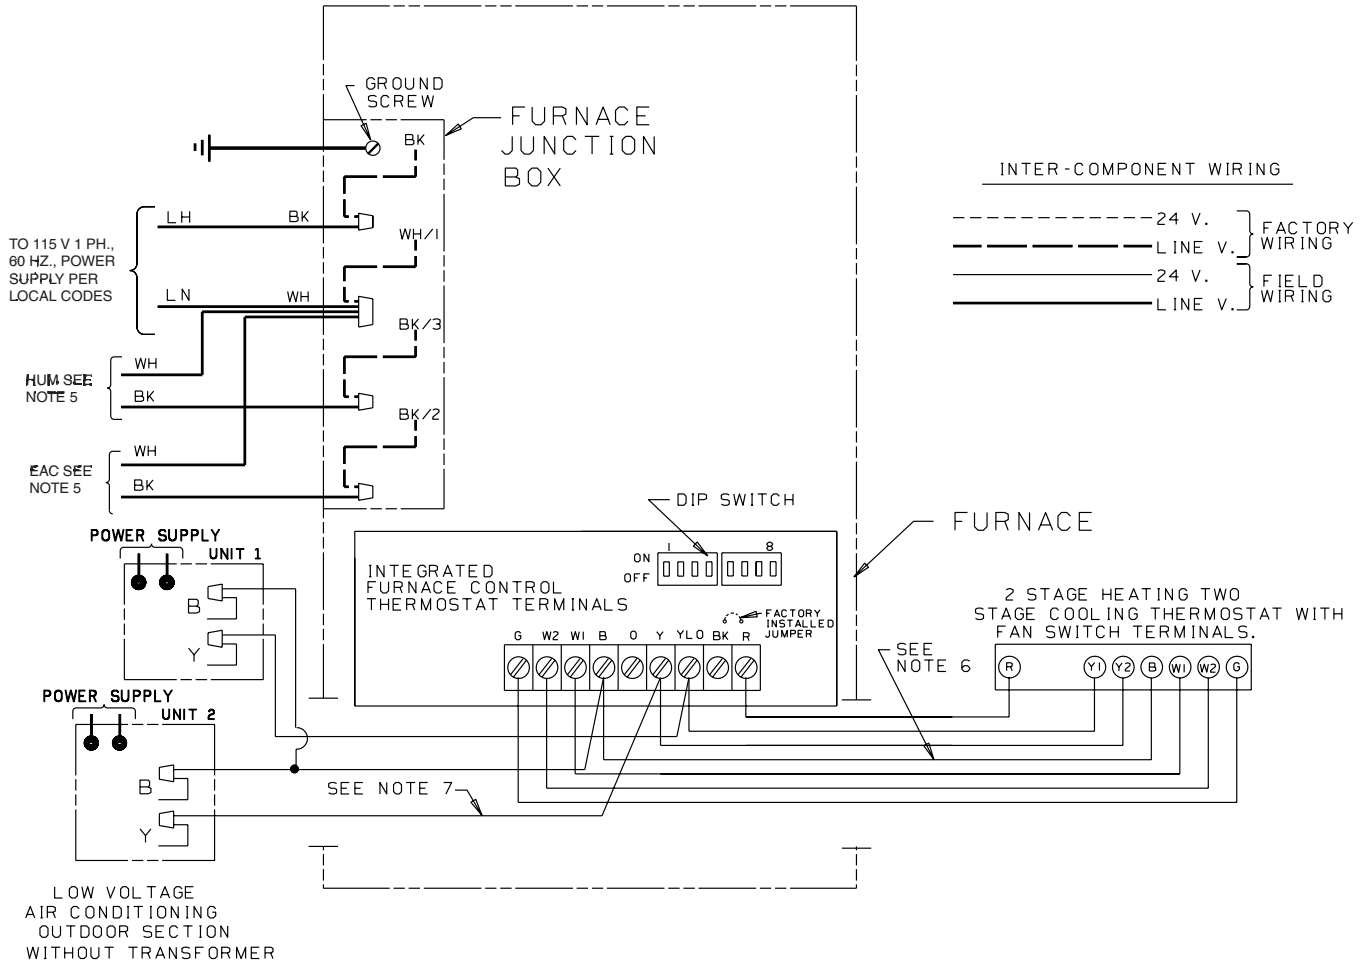 GROUND
SCREW
FURNACE
JUNCTION
BOX
BK
LH
BK
TO 115 V 1 PH.,
60 HZ., POWER
SUPPLY PER
LOCAL CODES
WH/1
LN
WH
BK/3
WH
HUM SEE
NOTE 5
BK
BK/2
WH
EAC SEE
NOTE 5
BK
INTER-COMPONENT WIRING
24 V.
LINE V.
FACTORY
WIRING
24 V.
LINE V.
FIELD
WIRING
DIP SWITCH
FURNACE
POWER SUPPLY
UNIT 1
B
Y
POWER SUPPLY
UNIT 2
B
Y
1
8
ON
OFF
INTEGRATED
FURNACE CONTROL
THERMOSTAT TERMINALS
FACTORY
INSTALLED
JUMPER
G W2 W1 B O Y YLO BK R
SEE
NOTE 6
2 STAGE HEATING TWO
STAGE COOLING THERMOSTAT WITH
FAN SWITCH TERMINALS.
R Y1 Y2 B W1 W2 G
SEE NOTE 7
LOW VOLTAGE
AIR CONDITIONING
OUTDOOR SECTION
WITHOUT TRANSFORMER